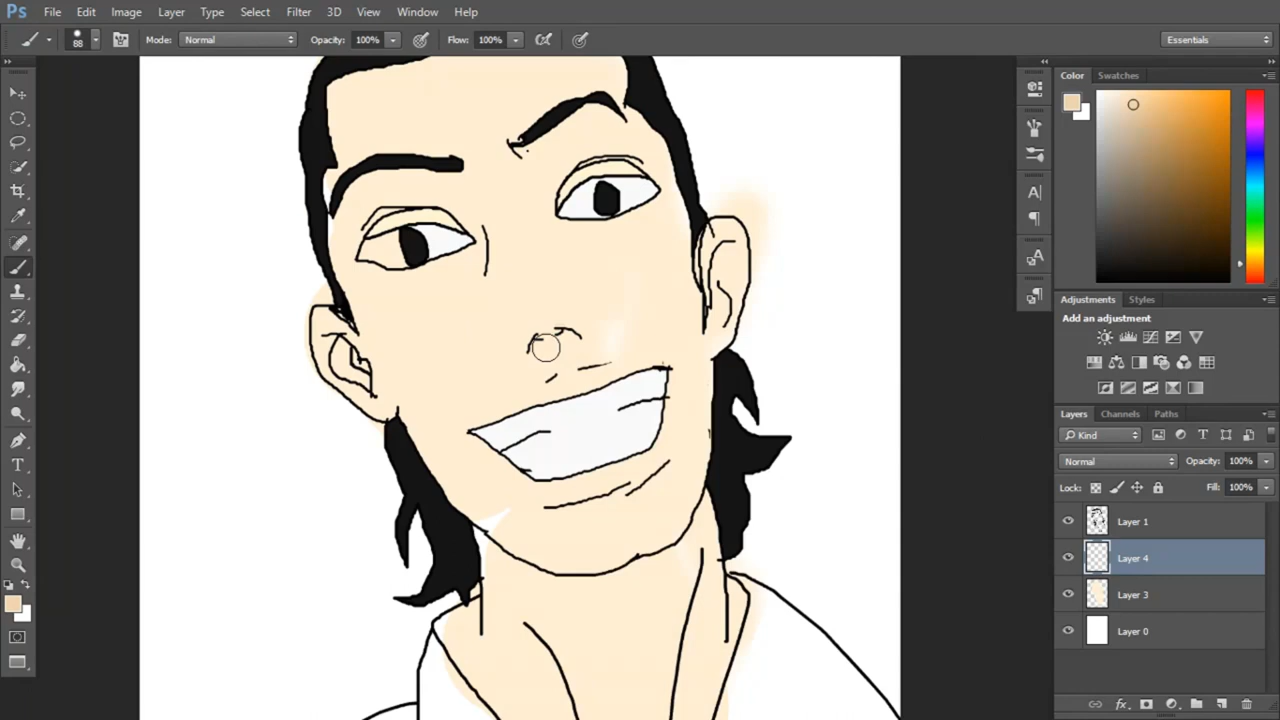 Ps File Edit Image Layer Type Select Filter 3D View Window Help
88 Mode: Normal Opacity: 100% Flow: 100% Essentials
Color Swatches
Adjustments Styles
Add an adjustment
Layers Channels Paths
Kind
Normal Opacity: 100%
Lock: Fill: 100%
Layer 1
Layer 4
Layer 3
Layer 0